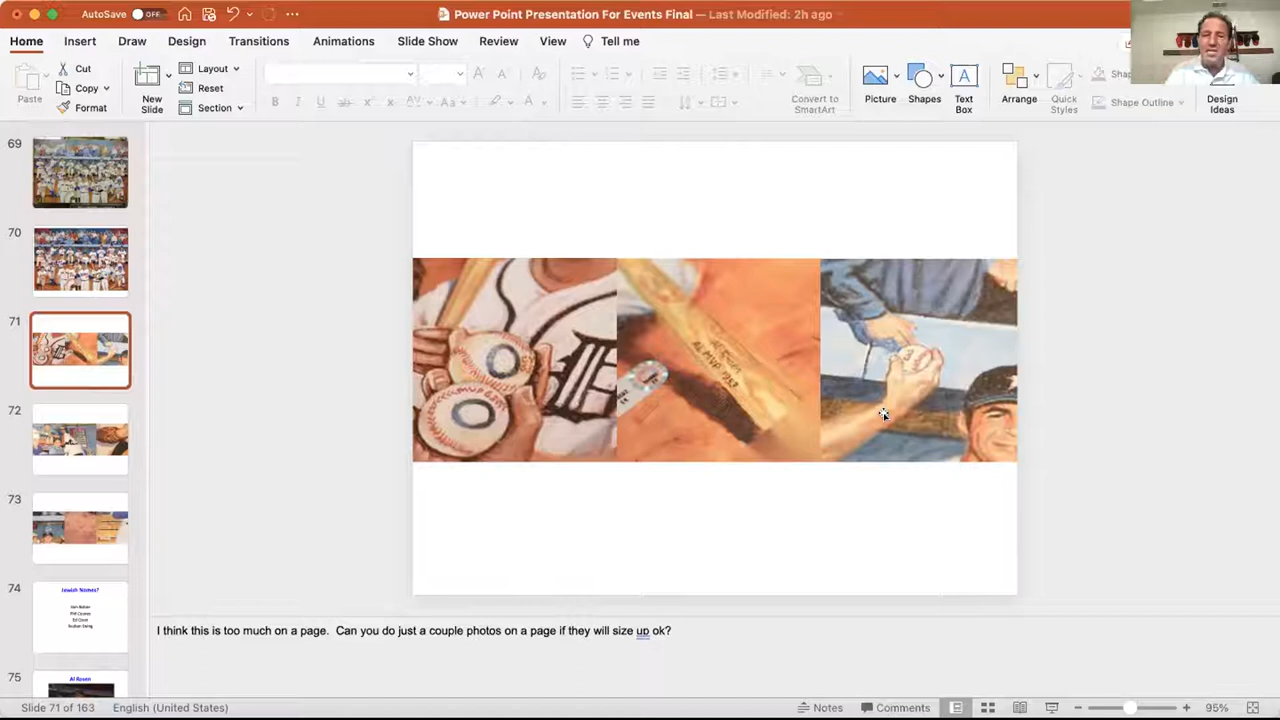 AutoSave OFF
Power Point Presentation For Events Final — Last Modified: 2h ago
Home Insert Draw Design Transitions Animations Slide Show Review View Tell me
Paste
Cut
Copy
Format
New Slide
Layout
Reset
Section
Convert to SmartArt
Picture
Shapes
Text Box
Arrange
Quick Styles
Shape Outline
Design Ideas
69
70
71
72
73
74
Jewish Names?
75
Al Rosen
AL MVP
I think this is too much on a page.  Can you do just a couple photos on a page if they will size up ok?
Slide 71 of 163 English (United States) Notes Comments 95%